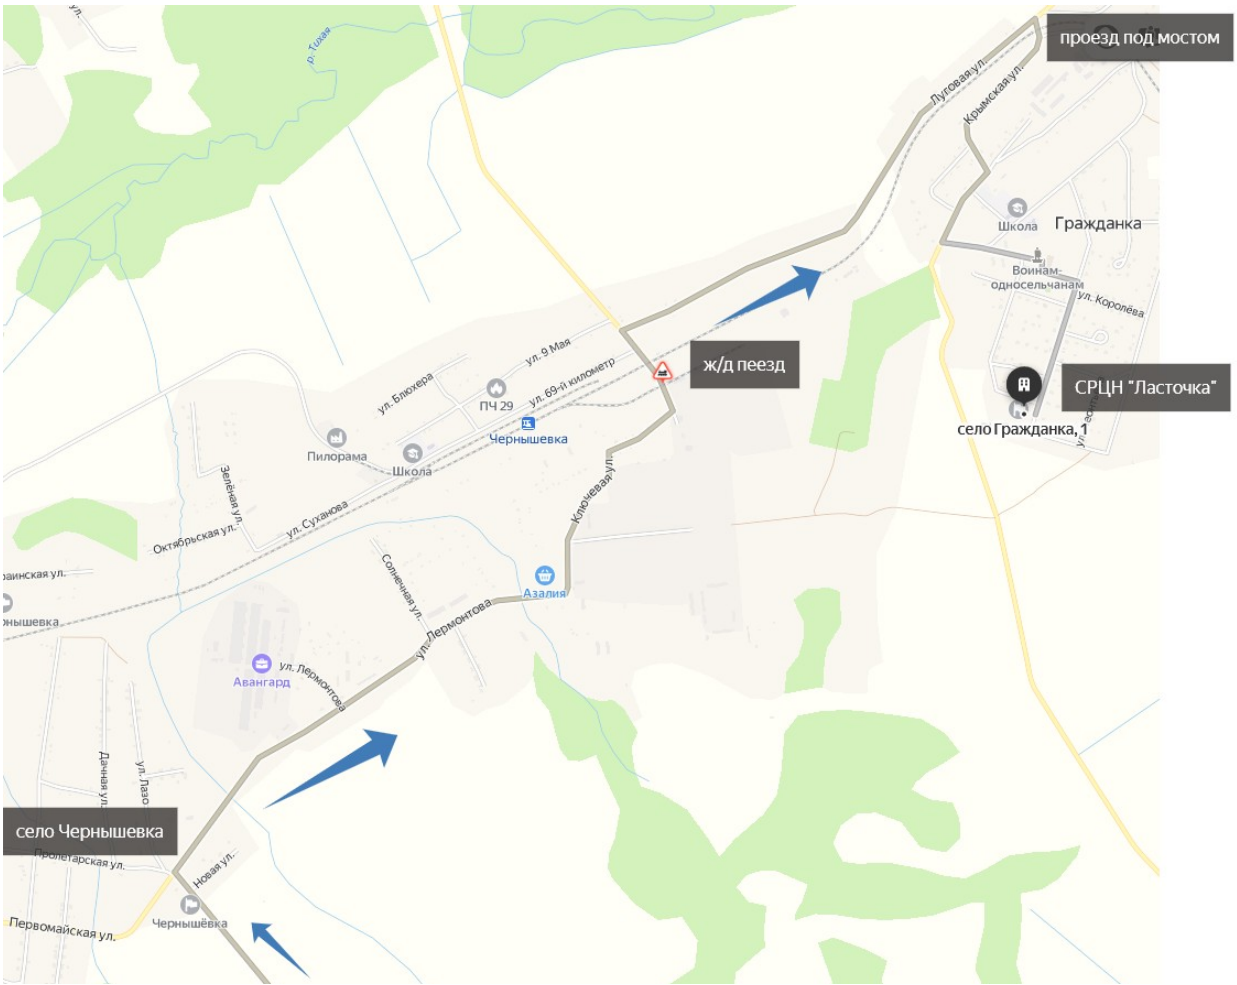 ул.
р. Тихая
проезд под мостом
Луговая ул.
Крымская ул.
Школа
Гражданка
Воинам-
односельчанам
ул. Королёва
ул. 9 Мая
ж/д пеезд
ул. Блюхера
ул. 69-й километр
ПЧ 29
СРЦН "Ласточка"
село Гражданка, 1
Чернышевка
Пилорама
Школа
Зелёная ул.
Ключевая ул.
ул. Суханова
Октябрьская ул.
Солнечная ул.
Азалия
ул. Лермонтова
ул. Лермонтова
Авангард
Дачная ул.
ул. Лазо
село Чернышевка
Пролетарская ул.
Новая ул.
Чернышёвка
Первомайская ул.